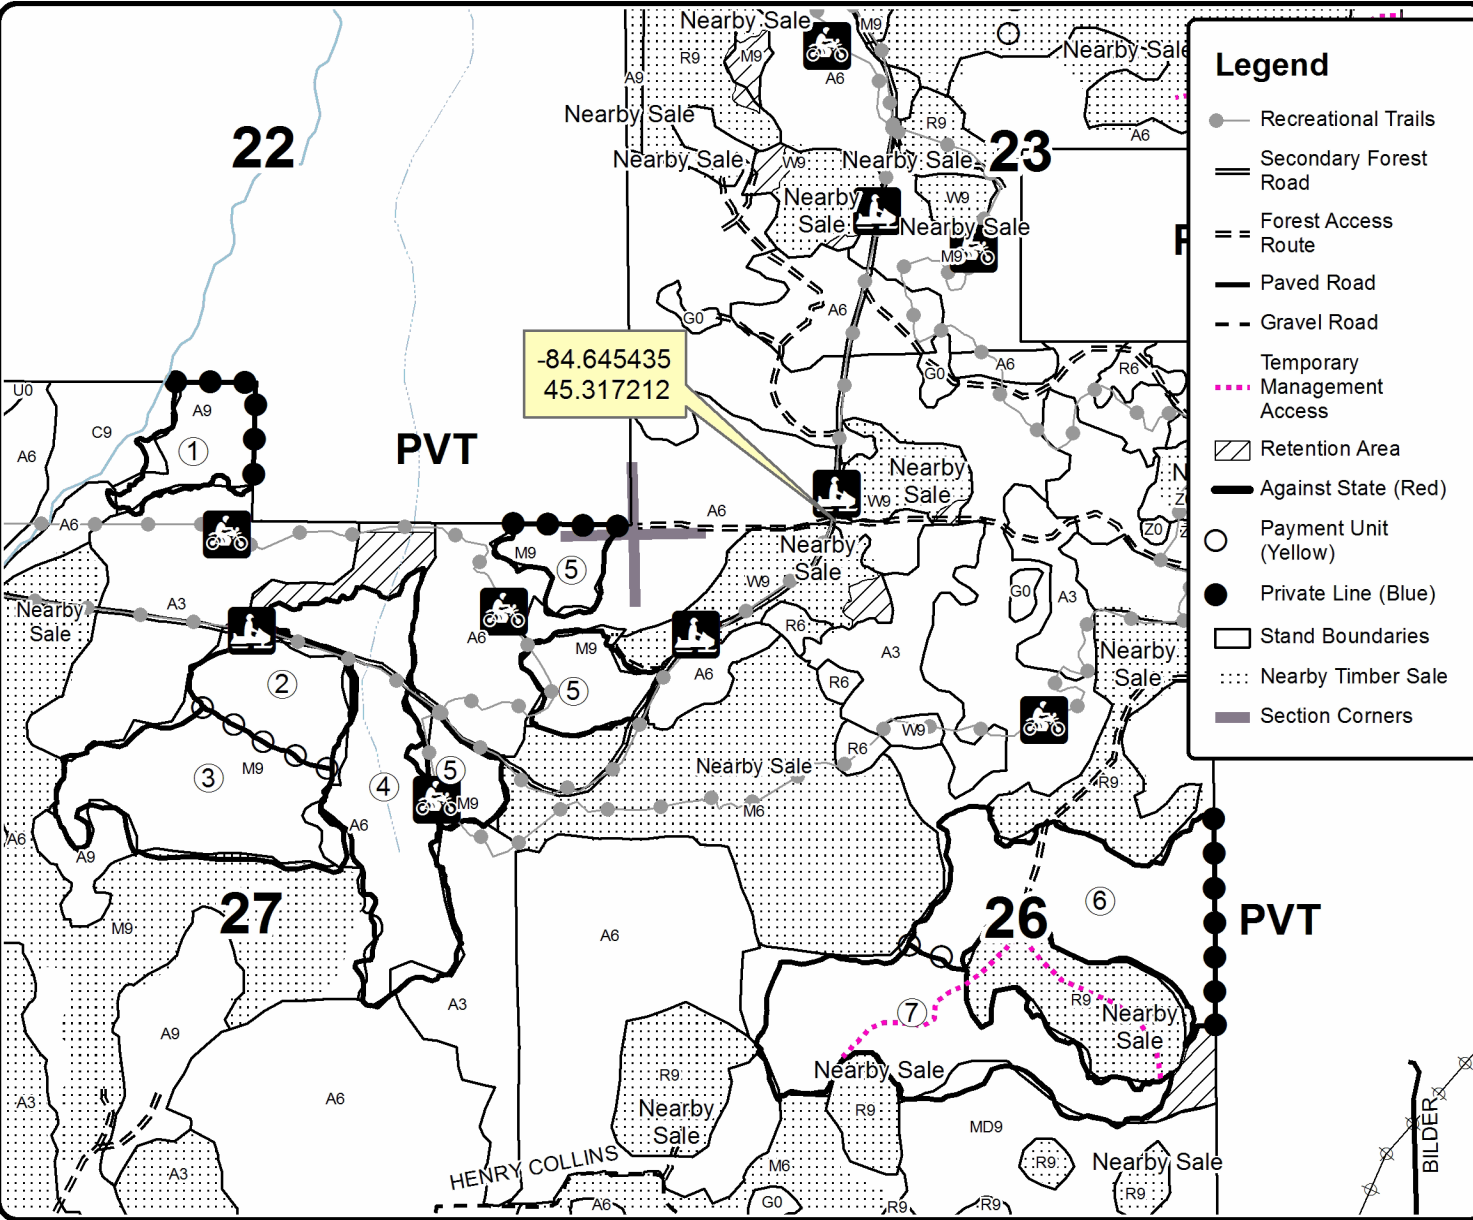 Nearby Sale
M9
Nearby Sale
R9
M9
A9
A6
Nearby Sale
R9
A6
22
23
Nearby Sale
W9
Nearby Sale
W9
Nearby
Sale
Nearby Sale
M9
A6
G0
-84.645435
45.317212
G0
A6
R6
U0
C9
A9
A6
1
PVT
Nearby
Sale
W9
A6
A6
Z0
M9
5
Nearby
Sale
W9
G0
A3
A3
Nearby
Sale
A6
M9
R6
A3
Nearby
Sale
2
5
A6
R6
W9
R6
3
M9
4
5
M9
Nearby Sale
M6
R9
A6
A6
A9
27
M9
A6
6
26
PVT
A3
7
R9
Nearby
Sale
A9
A3
A6
R9
Nearby
Sale
Nearby Sale
R9
MD9
A3
HENRY COLLINS
M6
R9
Nearby Sale
A6
G0
R9
R9
R9
BILDER
Legend
Recreational Trails
Secondary Forest
Road
Forest Access
Route
Paved Road
Gravel Road
Temporary
Management
Access
Retention Area
Against State (Red)
Payment Unit
(Yellow)
Private Line (Blue)
Stand Boundaries
Nearby Timber Sale
Section Corners